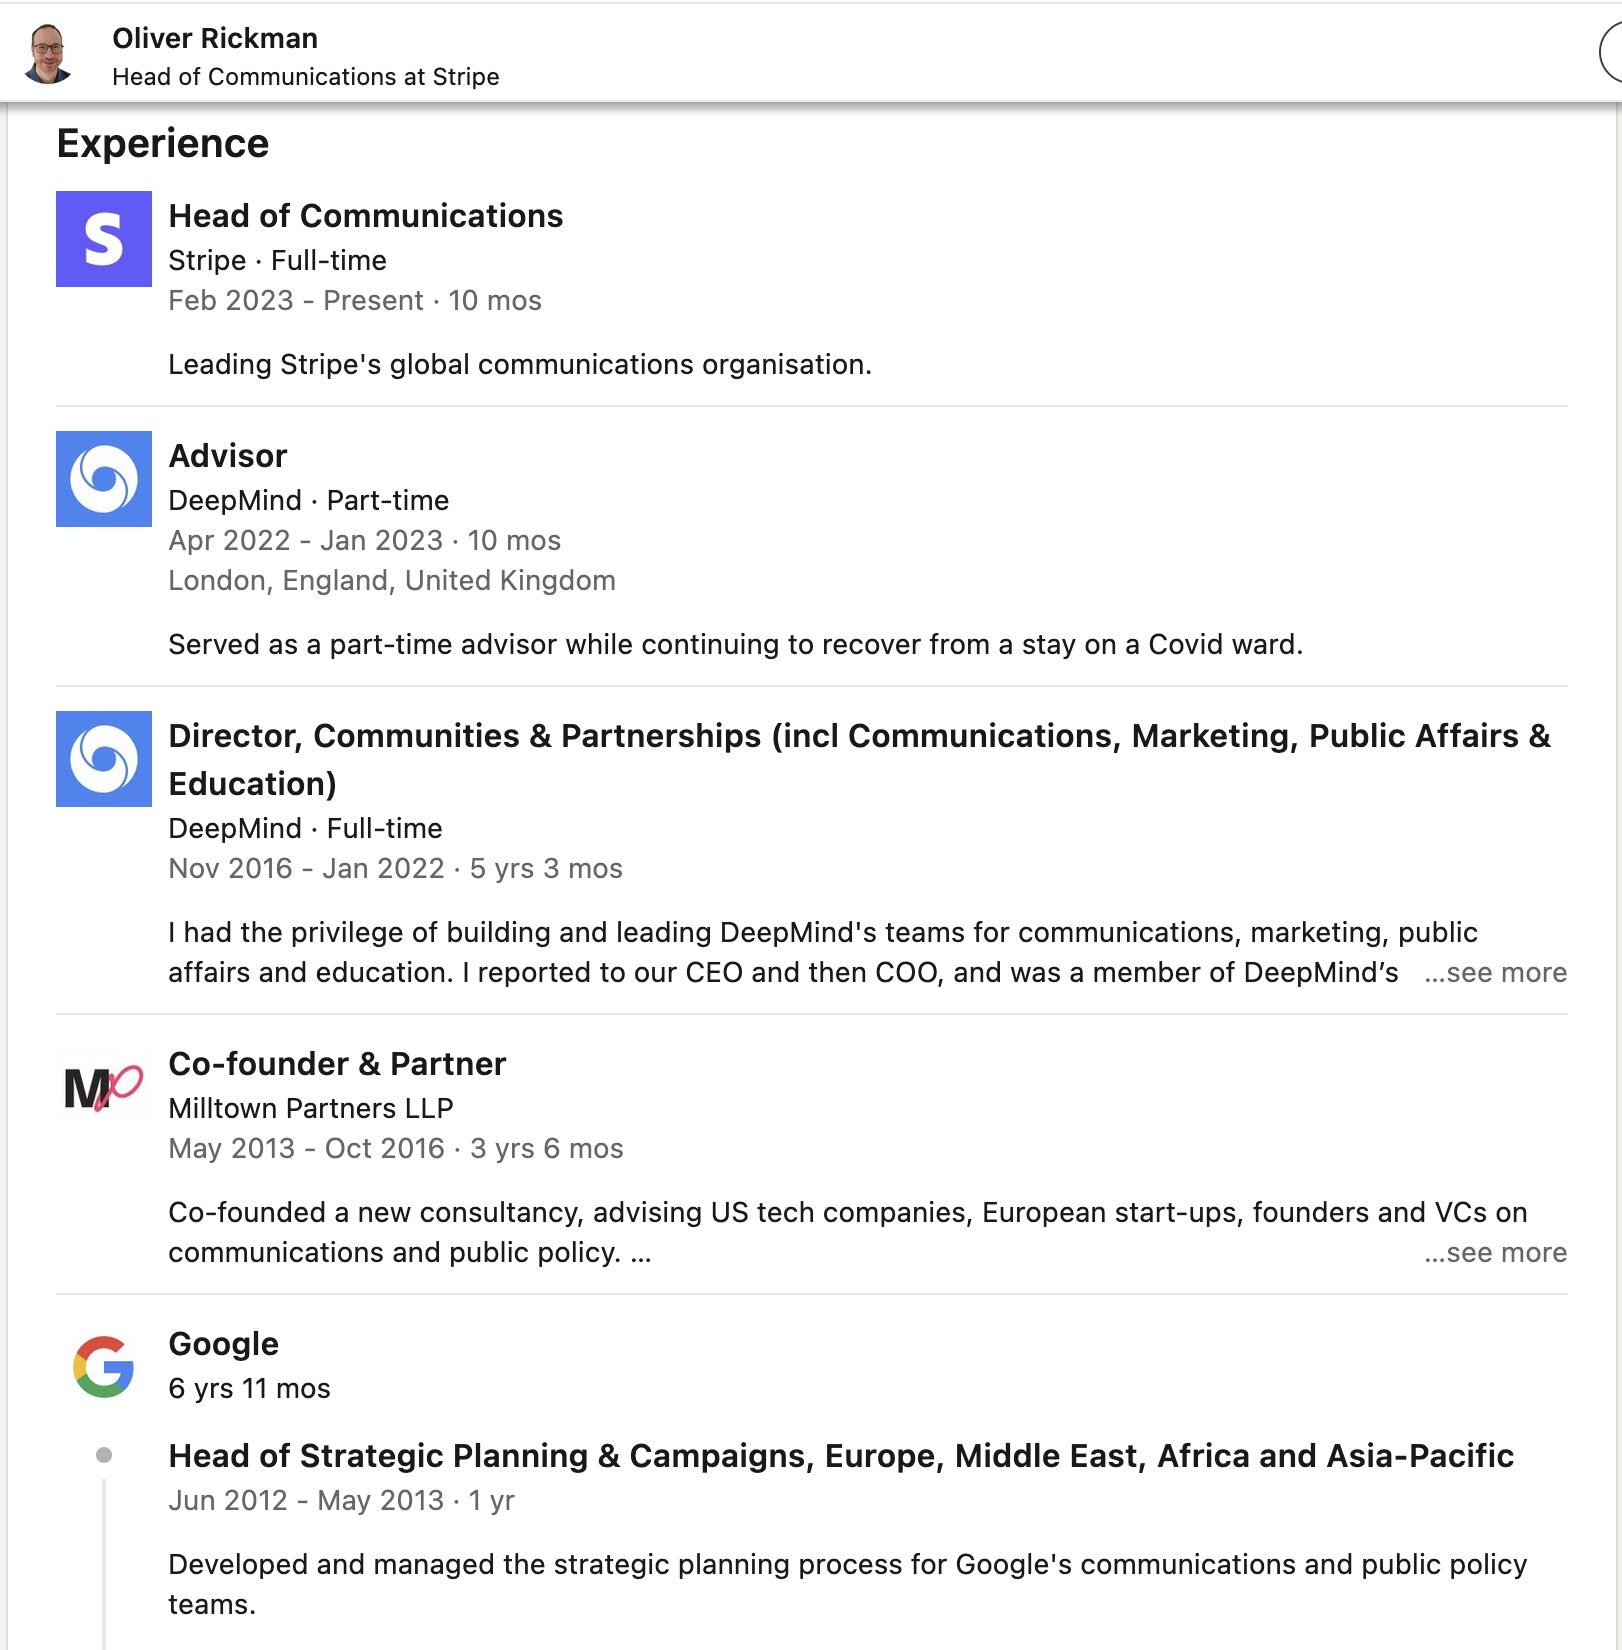 Oliver Rickman
Head of Communications at Stripe
Experience
S
Head of Communications
Stripe · Full-time
Feb 2023 - Present · 10 mos
Leading Stripe's global communications organisation.
Advisor
DeepMind · Part-time
Apr 2022 - Jan 2023 · 10 mos
London, England, United Kingdom
Served as a part-time advisor while continuing to recover from a stay on a Covid ward.
Director, Communities & Partnerships (incl Communications, Marketing, Public Affairs &
Education)
DeepMind · Full-time
Nov 2016 - Jan 2022 · 5 yrs 3 mos
I had the privilege of building and leading DeepMind's teams for communications, marketing, public
affairs and education. I reported to our CEO and then COO, and was a member of DeepMind’s ...see more
MP
Co-founder & Partner
Milltown Partners LLP
May 2013 - Oct 2016 · 3 yrs 6 mos
Co-founded a new consultancy, advising US tech companies, European start-ups, founders and VCs on
communications and public policy. ... ...see more
G
Google
6 yrs 11 mos
Head of Strategic Planning & Campaigns, Europe, Middle East, Africa and Asia-Pacific
Jun 2012 - May 2013 · 1 yr
Developed and managed the strategic planning process for Google's communications and public policy
teams.